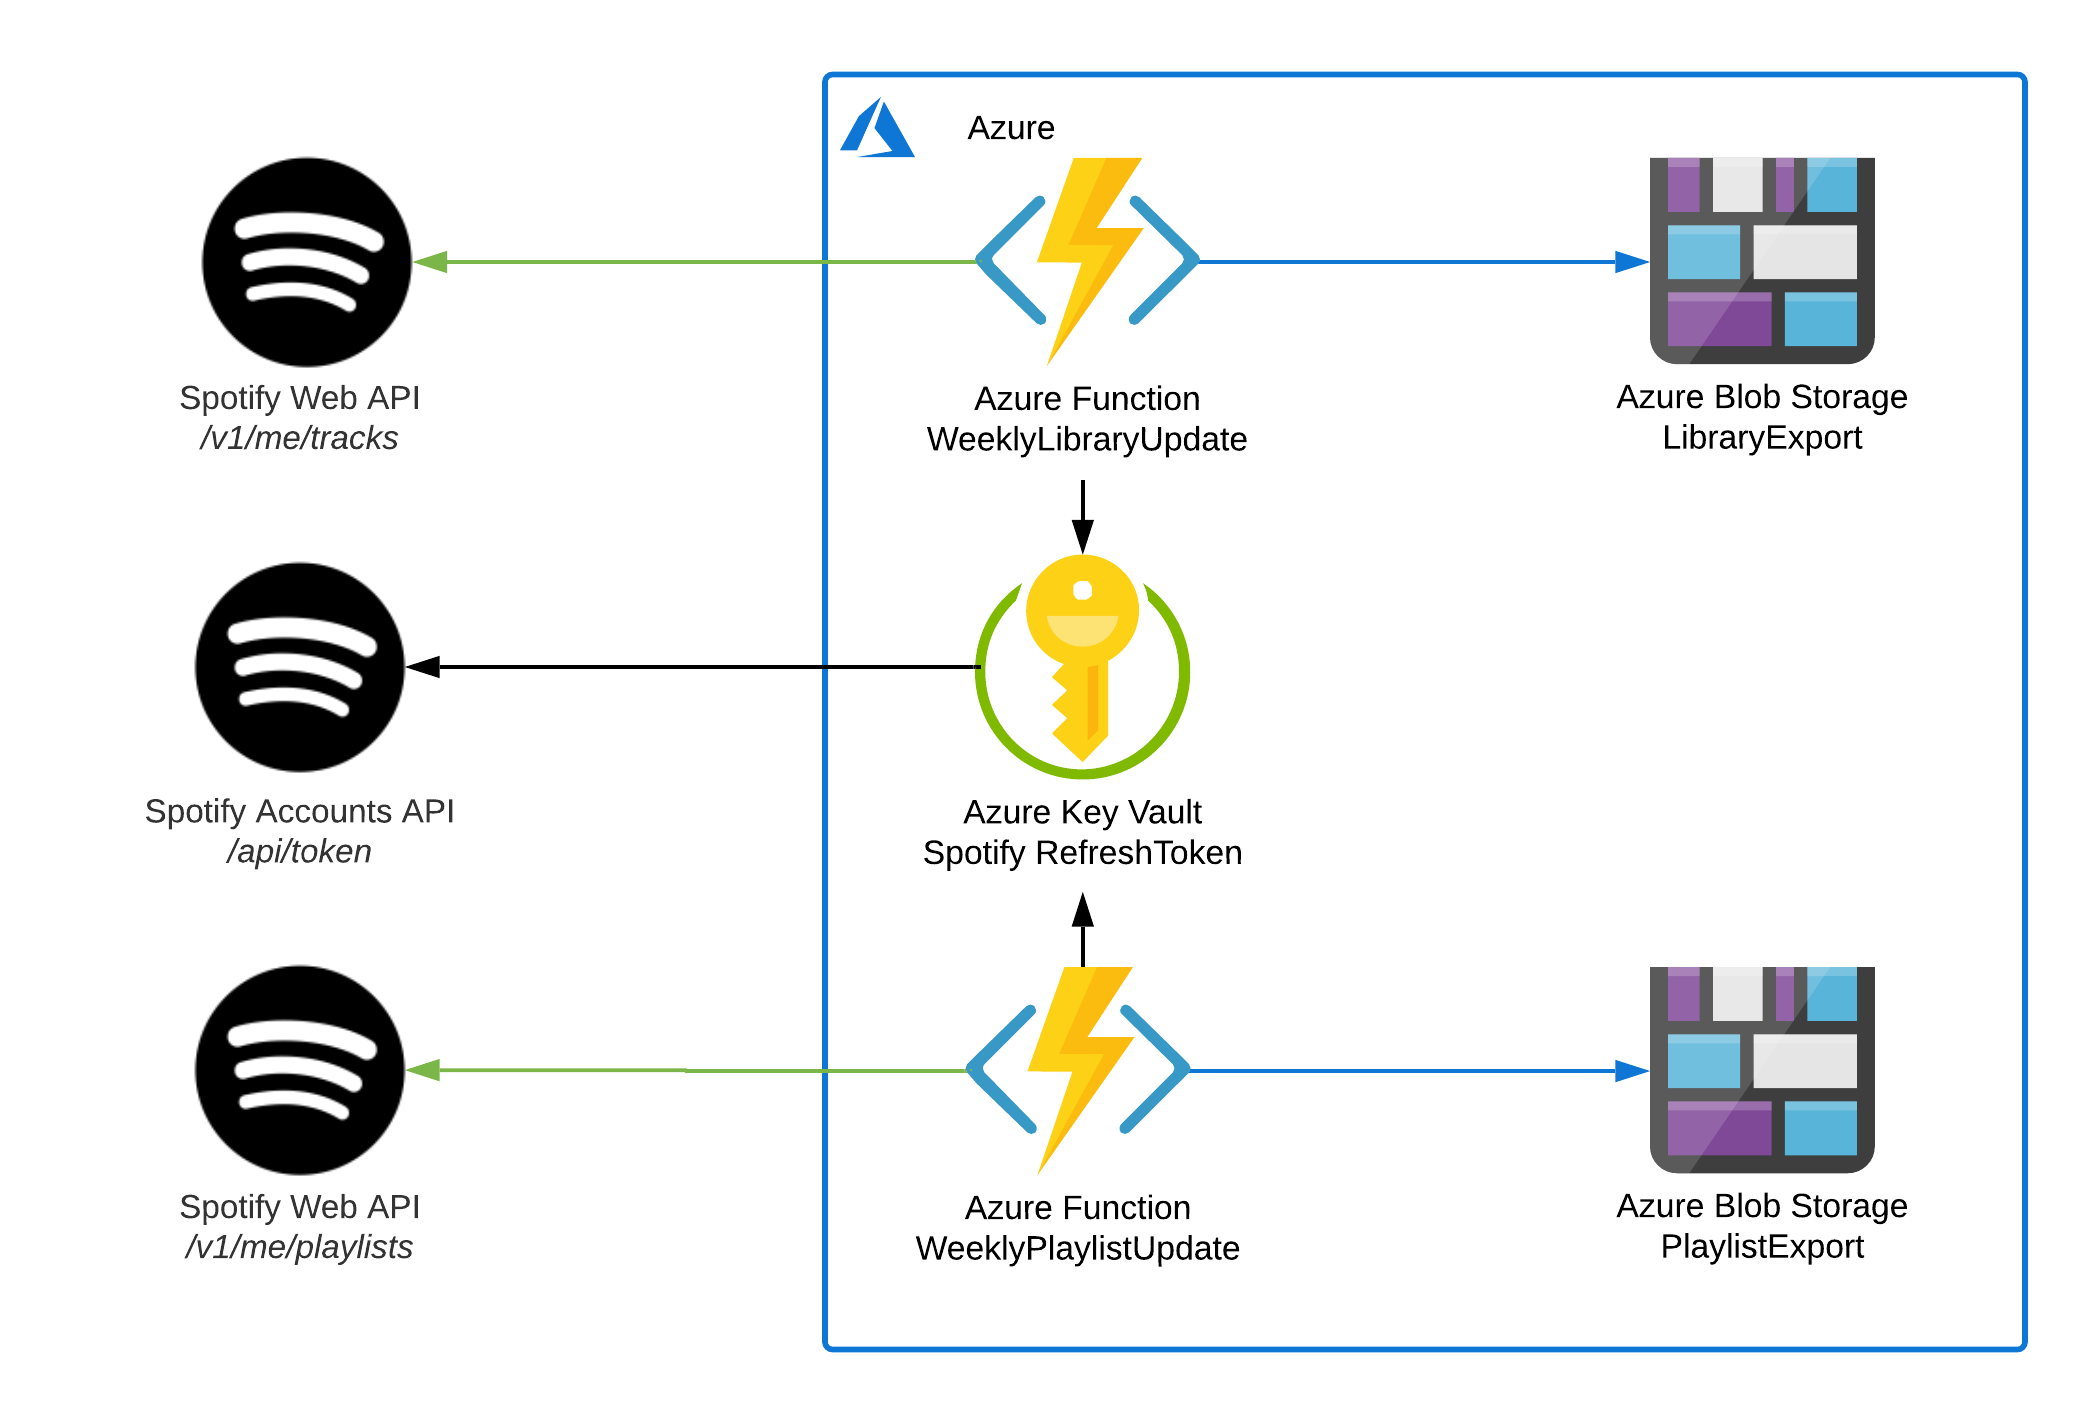 Azure
Spotify Web API
/v1/me/tracks
Azure Function
WeeklyLibraryUpdate
Azure Blob Storage
LibraryExport
Spotify Accounts API
/api/token
Azure Key Vault
Spotify RefreshToken
Spotify Web API
/v1/me/playlists
Azure Function
WeeklyPlaylistUpdate
Azure Blob Storage
PlaylistExport